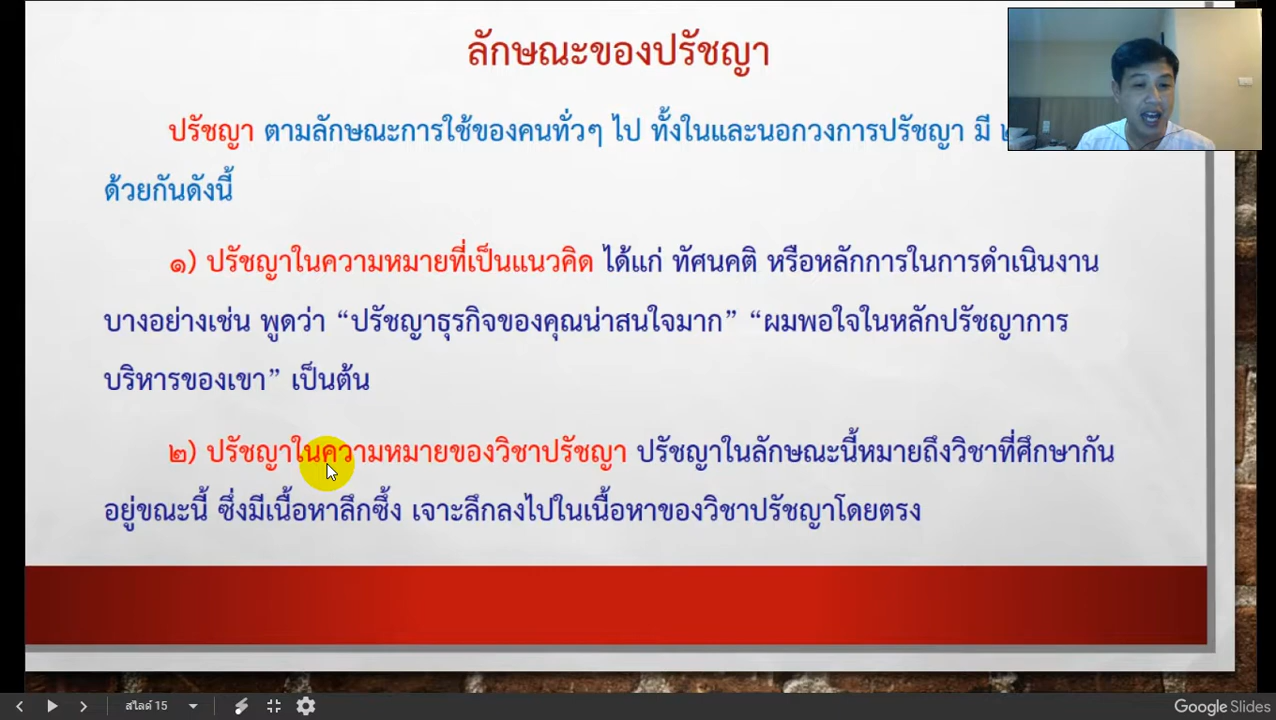 ลักษณะของปรัชญา
ปรัชญา ตามลักษณะการใช้ของคนทั่วๆ ไป ทั้งในและนอกวงการปรัชญา มี
ด้วยกันดังนี้
๑) ปรัชญาในความหมายที่เป็นแนวคิด ได้แก่ ทัศนคติ หรือหลักการในการดำเนินงาน
บางอย่างเช่น พูดว่า “ปรัชญาธุรกิจของคุณน่าสนใจมาก” “ผมพอใจในหลักปรัชญาการ
บริหารของเขา” เป็นต้น
๒) ปรัชญาในความหมายของวิชาปรัชญา ปรัชญาในลักษณะนี้หมายถึงวิชาที่ศึกษากัน
อยู่ขณะนี้ ซึ่งมีเนื้อหาลึกซึ้ง เจาะลึกลงไปในเนื้อหาของวิชาปรัชญาโดยตรง
สไลด์ 15
Google Slides